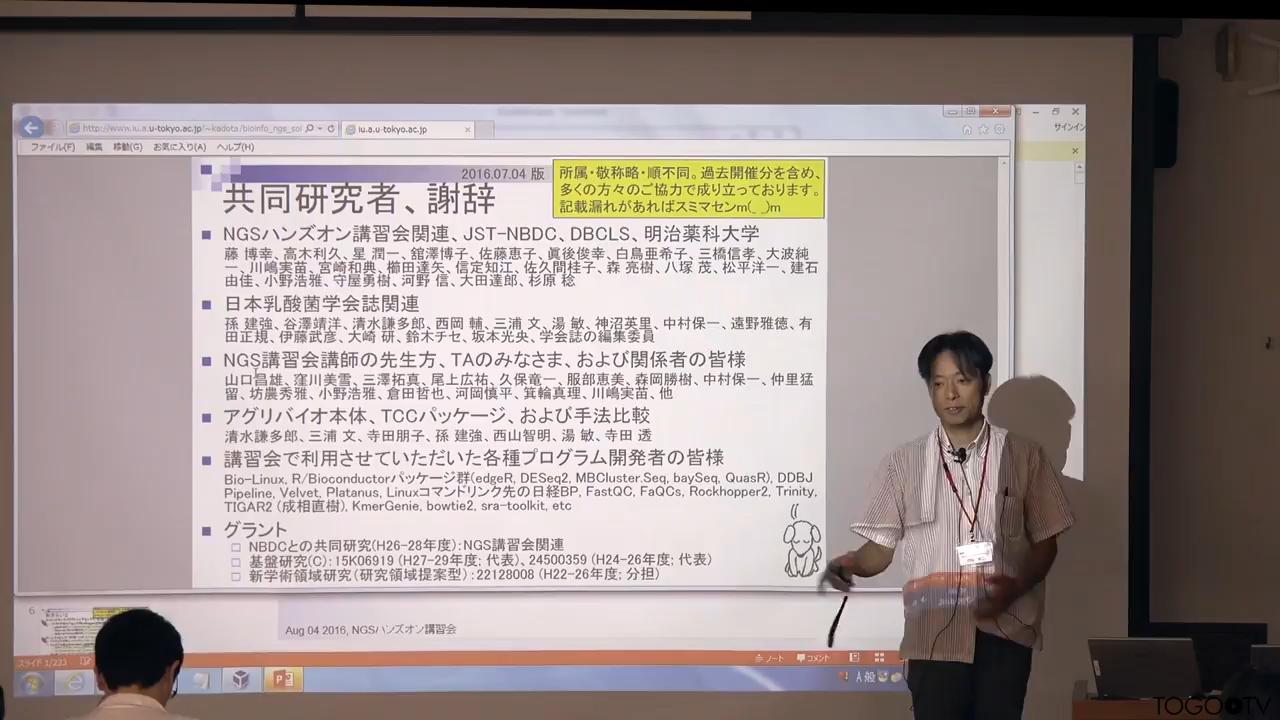 http://www.iu.a.u-tokyo.ac.jp/~kadota/bioinfo_ngs_sol
iu.a.u-tokyo.ac.jp
サインイン
ファイル(F) 編集 移動(G) お気に入り(A) ヘルプ(H)
2016.07.04 版
共同研究者、謝辞
所属・敬称略・順不同。過去開催分を含め、
多くの方々のご協力で成り立っております。
記載漏れがあればスミマセンm(_ _)m
NGSハンズオン講習会関連、JST-NBDC、DBCLS、明治薬科大学
藤 博幸、高木利久、星 潤一、舘澤博子、佐藤恵子、眞後俊幸、白鳥亜希子、三橋信孝、大波純
一、川嶋実苗、宮崎和典、櫛田達矢、信定知江、佐久間桂子、森 亮樹、八塚 茂、松平洋一、建石
由佳、小野浩雅、守屋勇樹、河野 信、大田達郎、杉原 稔
日本乳酸菌学会誌関連
孫 建強、谷澤靖洋、清水謙多郎、西岡 輔、三浦 文、湯 敏、神沼英里、中村保一、遠野雅徳、有
田正規、伊藤武彦、大崎 研、鈴木チセ、坂本光央、学会誌の編集委員
NGS講習会講師の先生方、TAのみなさま、および関係者の皆様
山口昌雄、窪川美雪、三澤拓真、尾上広祐、久保竜一、服部恵美、森岡勝樹、中村保一、仲里猛
留、坊農秀雅、小野浩雅、倉田哲也、河岡慎平、箕輪真理、川嶋実苗、他
アグリバイオ本体、TCCパッケージ、および手法比較
清水謙多郎、三浦 文、寺田朋子、孫 建強、西山智明、湯 敏、寺田 透
講習会で利用させていただいた各種プログラム開発者の皆様
Bio-Linux, R/Bioconductorパッケージ群(edgeR, DESeq2, MBCluster.Seq, baySeq, QuasR), DDBJ
Pipeline, Velvet, Platanus, Linuxコマンドリンク先の日経BP, FastQC, FaQCs, Rockhopper2, Trinity,
TIGAR2 (成相直樹), KmerGenie, bowtie2, sra-toolkit, etc
グラント
NBDCとの共同研究(H26-28年度):NGS講習会関連
基盤研究(C):15K06919 (H27-29年度; 代表)、24500359 (H24-26年度; 代表)
新学術領域研究(研究領域提案型):22128008 (H22-26年度; 分担)
6
Aug 04 2016, NGSハンズオン講習会
スライド 1/233
ノート コメント
A 般
TOGOTV